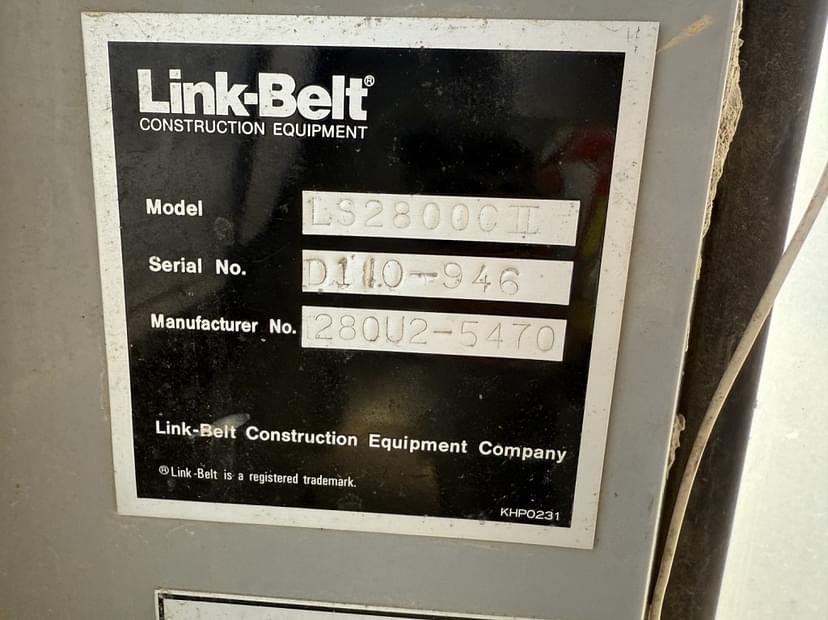 Link-Belt®
CONSTRUCTION EQUIPMENT
Model LS2800CII
Serial No. D110-946
Manufacturer No. 280U2-5470
Link-Belt Construction Equipment Company
® Link-Belt is a registered trademark.
KHP0231